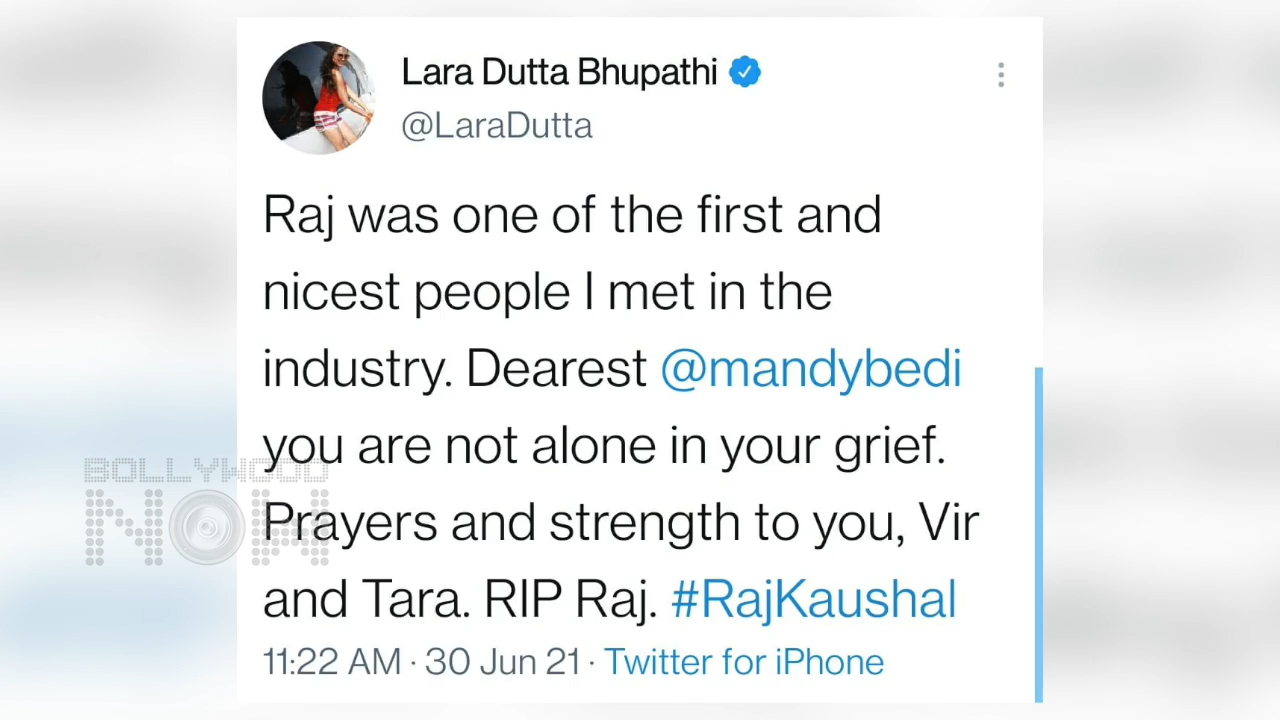 Lara Dutta Bhupathi
@LaraDutta
Raj was one of the first and
nicest people I met in the
industry. Dearest @mandybedi
you are not alone in your grief.
Prayers and strength to you, Vir
and Tara. RIP Raj. #RajKaushal
11:22 AM · 30 Jun 21 · Twitter for iPhone
BOLLYWOOD
NOW